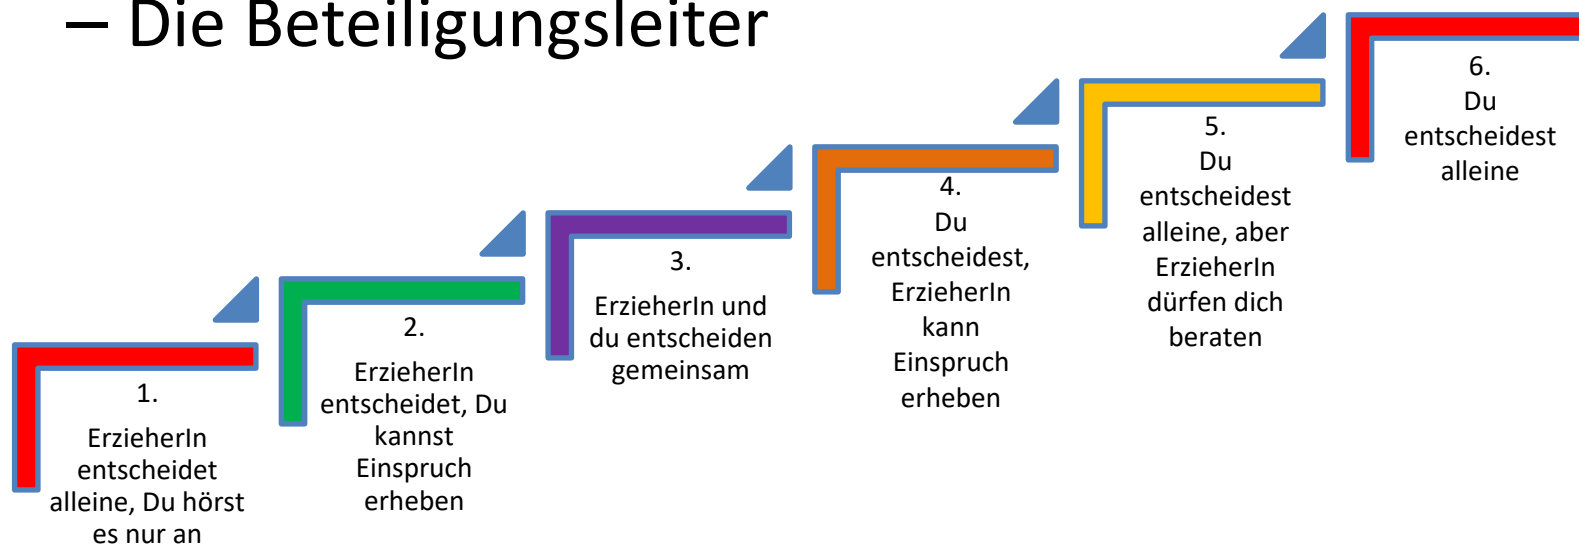 – Die Beteiligungsleiter
1.
ErzieherIn
entscheidet
alleine, Du hörst
es nur an
2.
ErzieherIn
entscheidet, Du
kannst
Einspruch
erheben
3.
ErzieherIn und
du entscheiden
gemeinsam
4.
Du
entscheidest,
ErzieherIn
kann
Einspruch
erheben
5.
Du
entscheidest
alleine, aber
ErzieherIn
dürfen dich
beraten
6.
Du
entscheidest
alleine